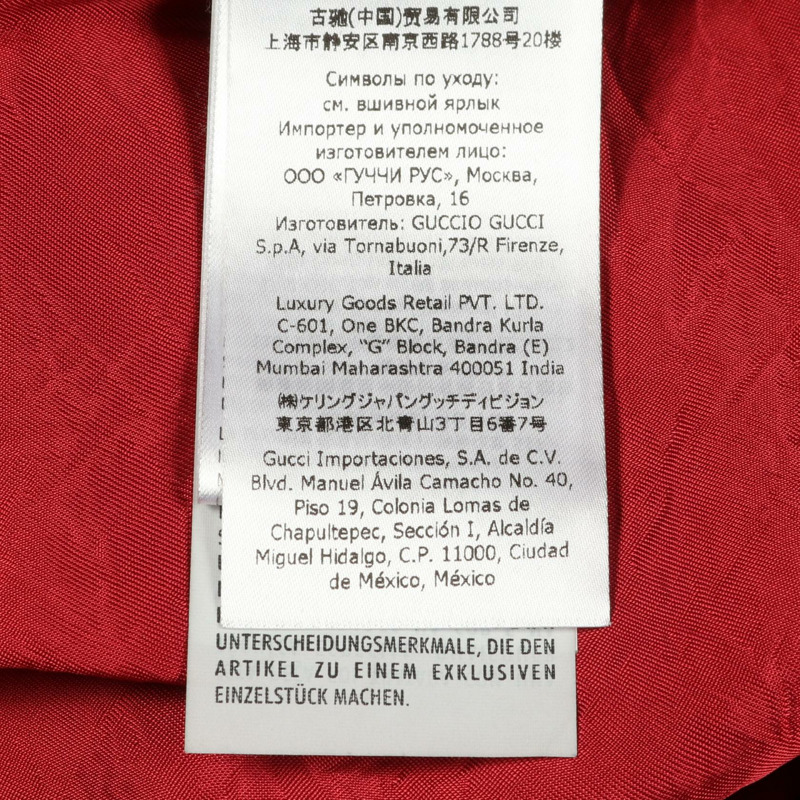 古驰(中国)贸易有限公司
上海市静安区南京西路1788号20楼
Символы по уходу:
см. вшивной ярлык
Импортер и уполномоченное
изготовителем лицо:
ООО «ГУЧЧИ РУС», Москва,
Петровка, 16
Изготовитель: GUCCIO GUCCI
S.p.A, via Tornabuoni,73/R Firenze,
Italia
Luxury Goods Retail PVT. LTD.
C-601, One BKC, Bandra Kurla
Complex, "G" Block, Bandra (E)
Mumbai Maharashtra 400051 India
㈱ケリングジャパングッチディビジョン
東京都港区北青山3丁目6番7号
Gucci Importaciones, S.A. de C.V.
Blvd. Manuel Ávila Camacho No. 40,
Piso 19, Colonia Lomas de
Chapultepec, Sección I, Alcaldía
Miguel Hidalgo, C.P. 11000, Ciudad
de México, México
UNTERSCHEIDUNGSMERKMALE, DIE DEN
ARTIKEL ZU EINEM EXKLUSIVEN
EINZELSTÜCK MACHEN.